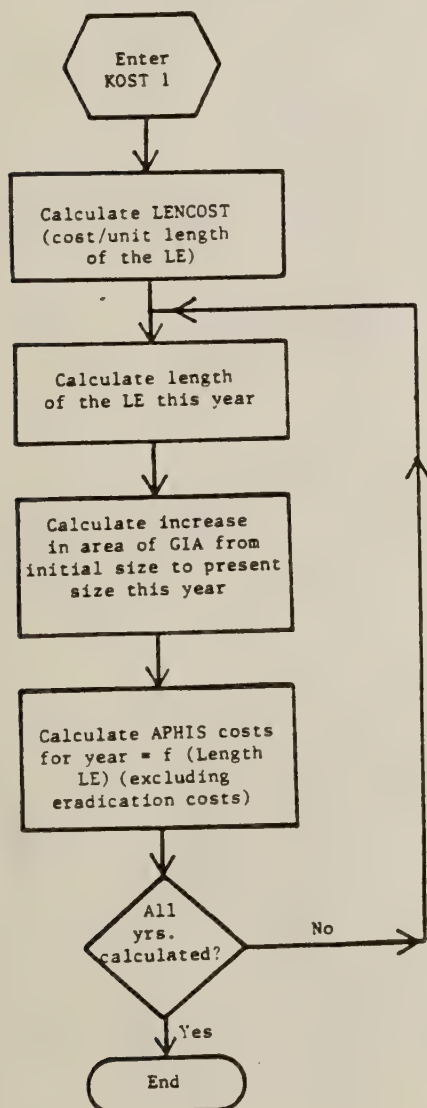 Enter
KOST 1
Calculate LENCOST
(cost/unit length
of the LE)
Calculate length
of the LE this year
Calculate increase
in area of GIA from
initial size to present
size this year
Calculate APHIS costs
for year = f (Length
LE) (excluding
eradication costs)
All
yrs.
calculated?
No
Yes
End